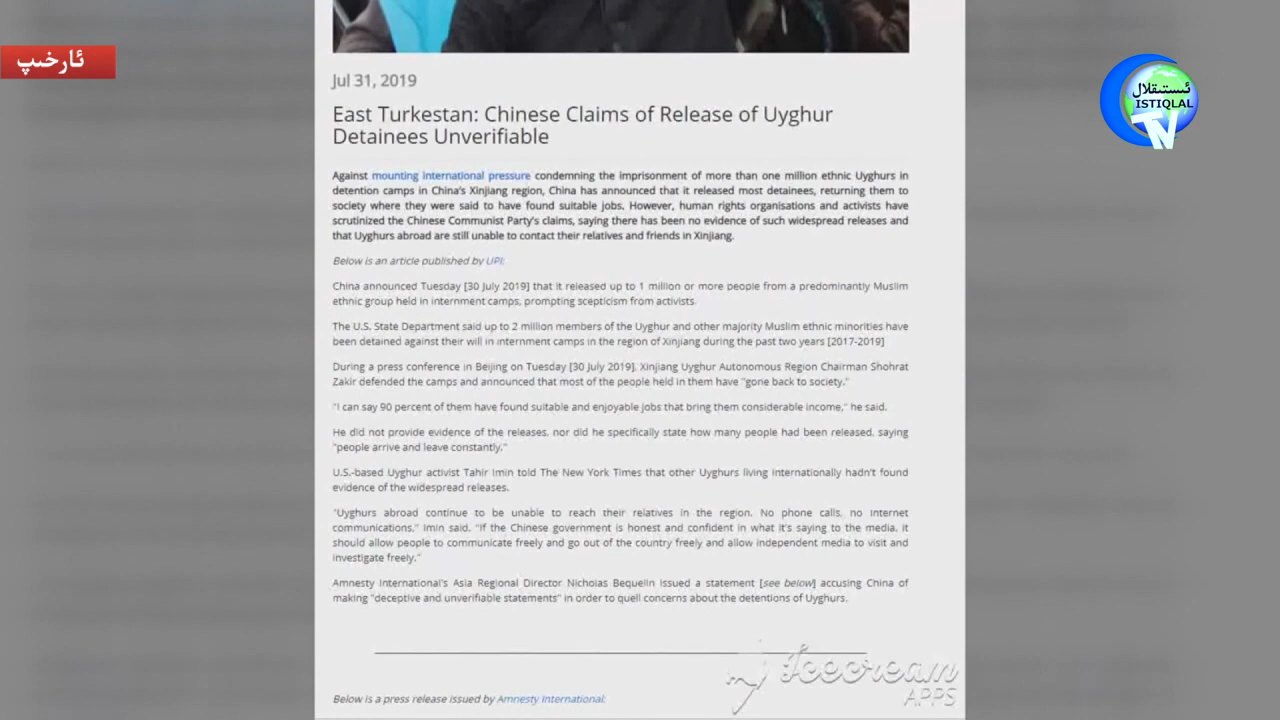 ئارخىپ
ئىستىقلال
ISTIQLAL
TV
Jul 31, 2019
East Turkestan: Chinese Claims of Release of Uyghur
Detainees Unverifiable
Against mounting international pressure condemning the imprisonment of more than one million ethnic Uyghurs in
detention camps in China's Xinjiang region, China has announced that it released most detainees, returning them to
society where they were said to have found suitable jobs. However, human rights organisations and activists have
scrutinized the Chinese Communist Party's claims, saying there has been no evidence of such widespread releases and
that Uyghurs abroad are still unable to contact their relatives and friends in Xinjiang.
Below is an article published by UPI:
China announced Tuesday [30 July 2019] that it released up to 1 million or more people from a predominantly Muslim
ethnic group held in internment camps, prompting scepticism from activists.
The U.S. State Department said up to 2 million members of the Uyghur and other majority Muslim ethnic minorities have
been detained against their will in internment camps in the region of Xinjiang during the past two years [2017-2019]
During a press conference in Beijing on Tuesday [30 July 2019], Xinjiang Uyghur Autonomous Region Chairman Shohrat
Zakir defended the camps and announced that most of the people held in them have "gone back to society."
"I can say 90 percent of them have found suitable and enjoyable jobs that bring them considerable income," he said.
He did not provide evidence of the releases, nor did he specifically state how many people had been released, saying
"people arrive and leave constantly."
U.S.-based Uyghur activist Tahir Imin told The New York Times that other Uyghurs living internationally hadn't found
evidence of the widespread releases.
"Uyghurs abroad continue to be unable to reach their relatives in the region. No phone calls, no internet
communications," Imin said. "If the Chinese government is honest and confident in what it's saying to the media, it
should allow people to communicate freely and go out of the country freely and allow independent media to visit and
investigate freely."
Amnesty International's Asia Regional Director Nicholas Bequelin issued a statement [see below] accusing China of
making "deceptive and unverifiable statements" in order to quell concerns about the detentions of Uyghurs.
Icecream
APPS
Below is a press release issued by Amnesty International: